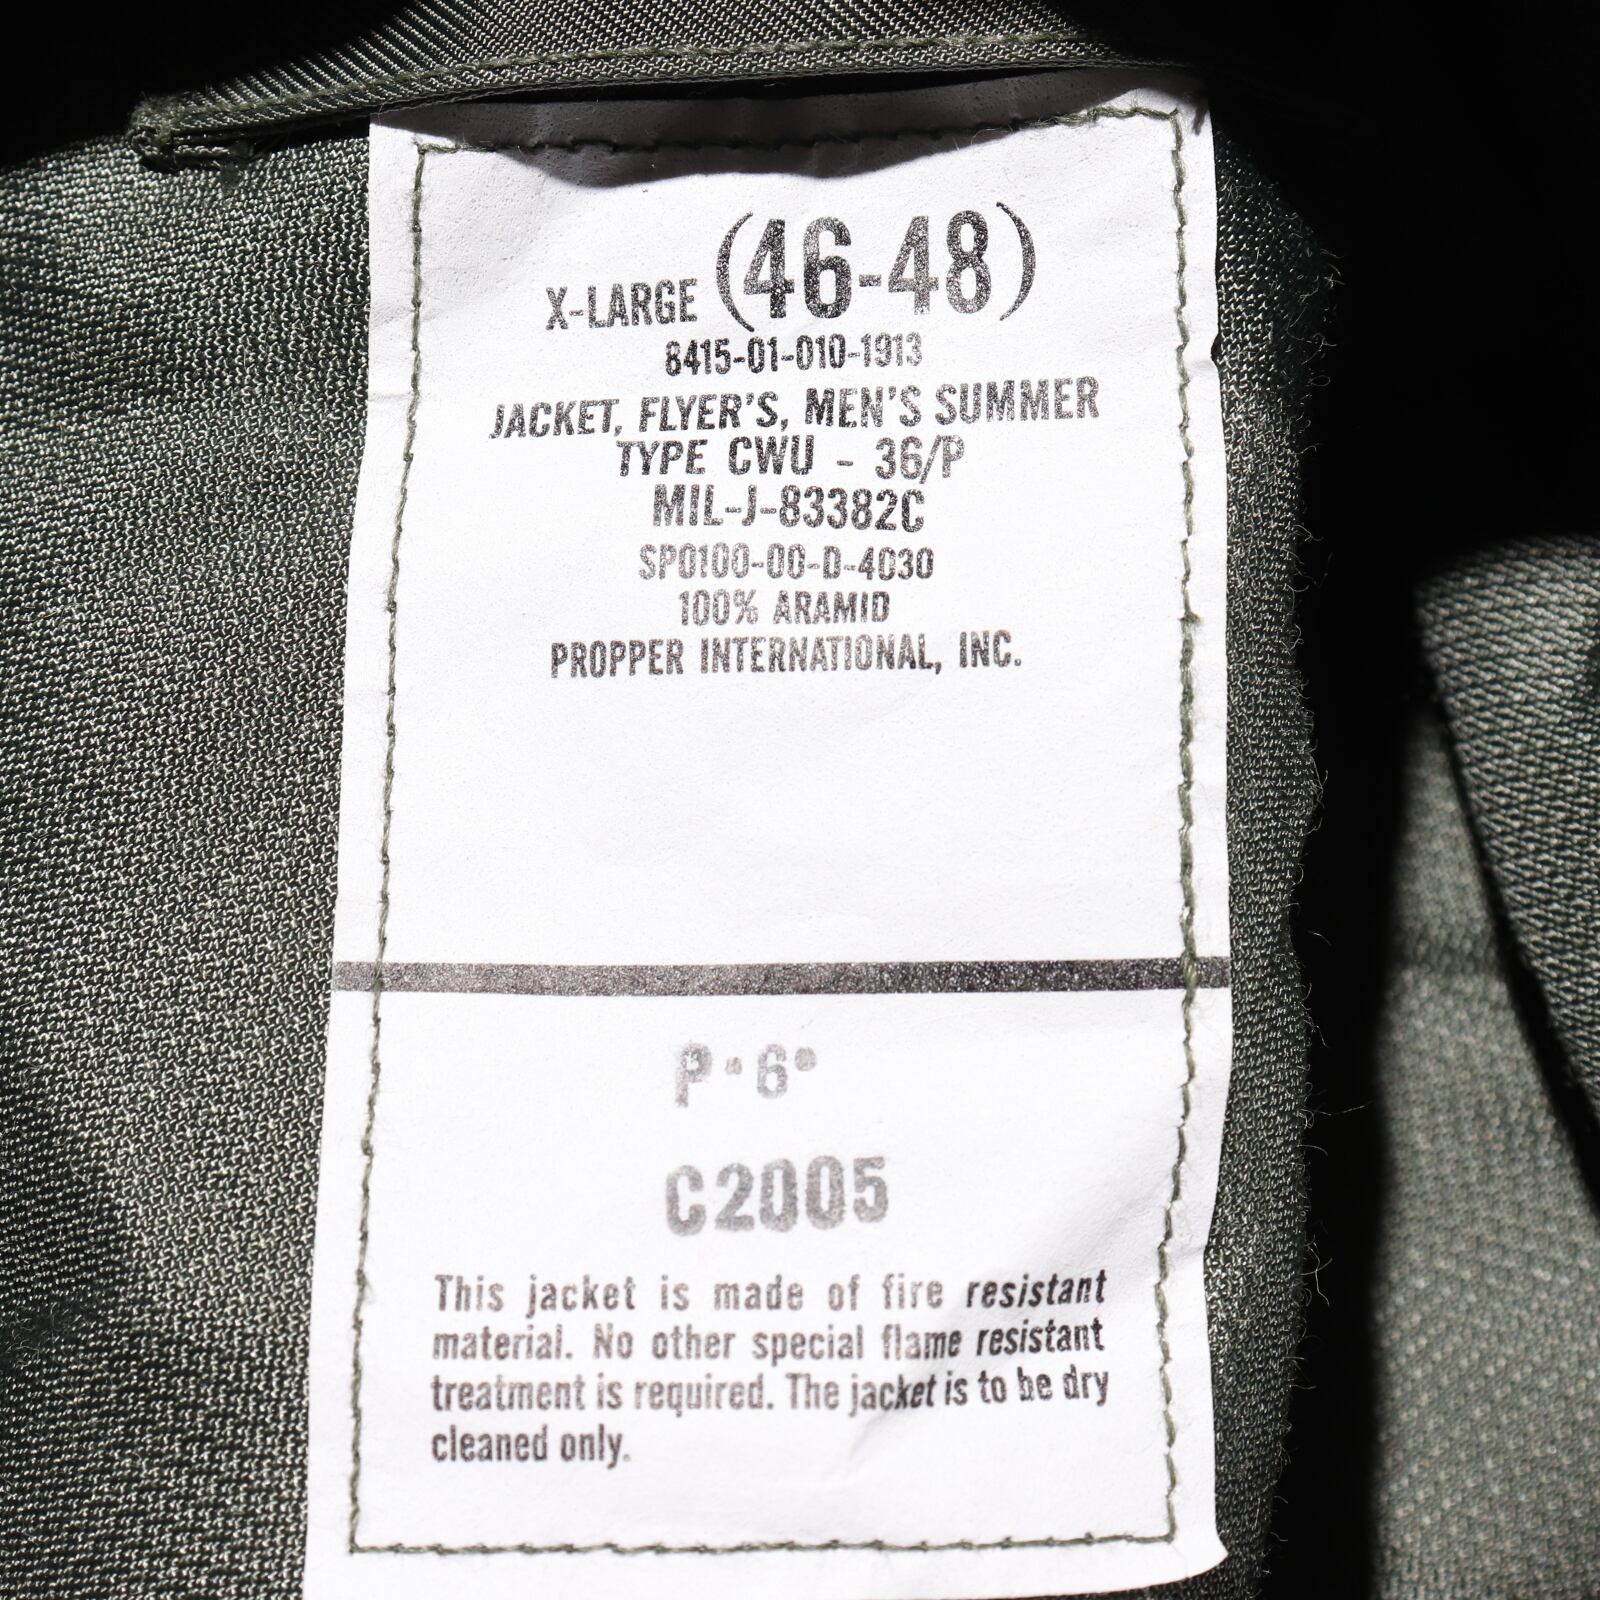 X-LARGE (46-48)
8415-01-010-1913
JACKET, FLYER'S, MEN'S SUMMER
TYPE CWU - 36/P
MIL-J-83382C
SP0100-00-D-4030
100% ARAMID
PROPPER INTERNATIONAL, INC.
P·6•
C2005
This jacket is made of fire resistant
material. No other special flame resistant
treatment is required. The jacket is to be dry
cleaned only.